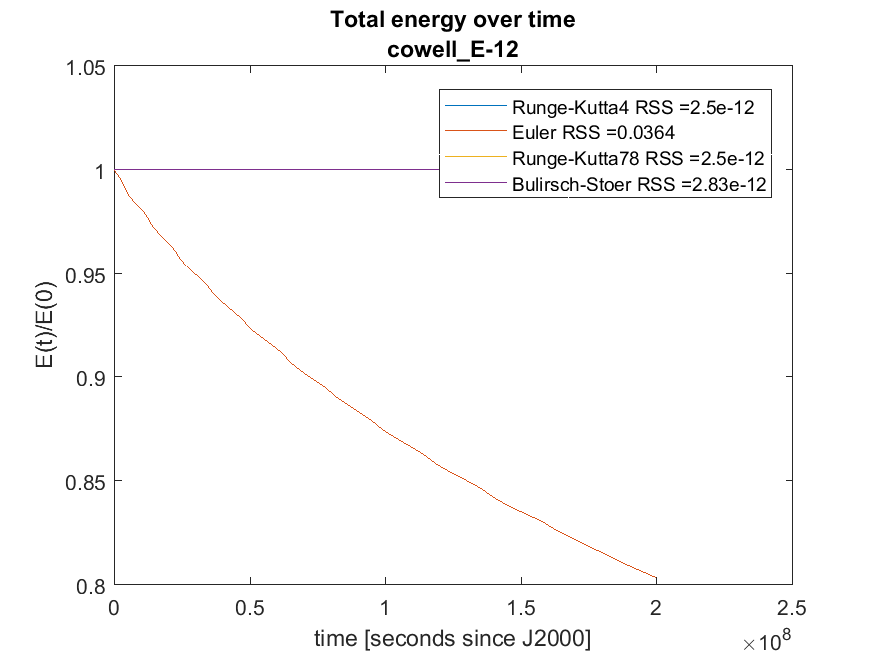 Total energy over time
cowell_E-12
1.05
1
0.95
0.9
0.85
0.8
E(t)/E(0)
Runge-Kutta4 RSS =2.5e-12
Euler RSS =0.0364
Runge-Kutta78 RSS =2.5e-12
Bulirsch-Stoer RSS =2.83e-12
0 0.5 1 1.5 2 2.5
time [seconds since J2000]
×10⁸